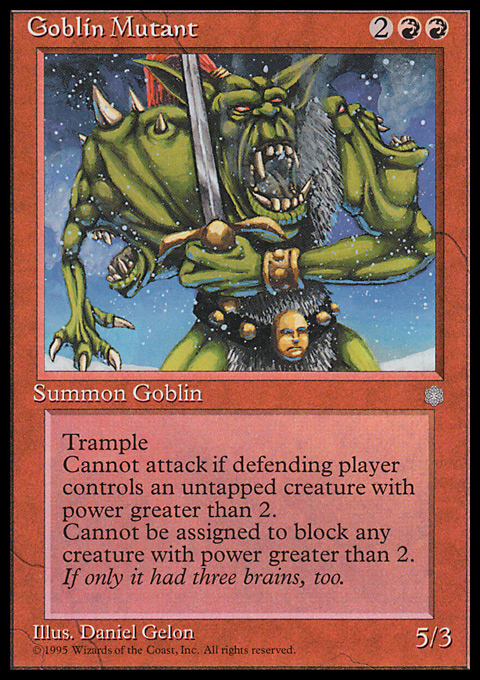 Goblin Mutant 2
Summon Goblin
Trample
Cannot attack if defending player
controls an untapped creature with
power greater than 2.
Cannot be assigned to block any
creature with power greater than 2.
If only it had three brains, too.
Illus. Daniel Gelon
5/3
©1995 Wizards of the Coast, Inc. All rights reserved.